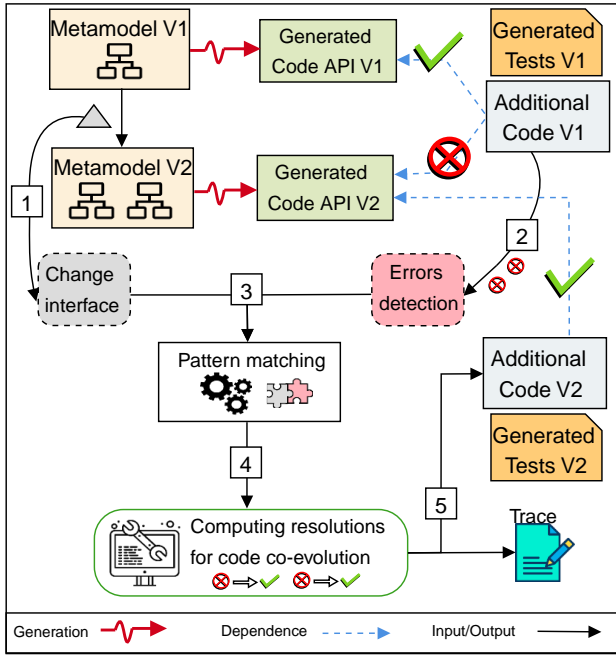 Metamodel V1
Generated
Code API V1
Generated
Tests V1
Additional
Code V1
Metamodel V2
Generated
Code API V2
1
2
Change
interface
3
Errors
detection
Pattern matching
Additional
Code V2
4
Generated
Tests V2
5
Computing resolutions
for code co-evolution
Trace
Generation
Dependence
Input/Output